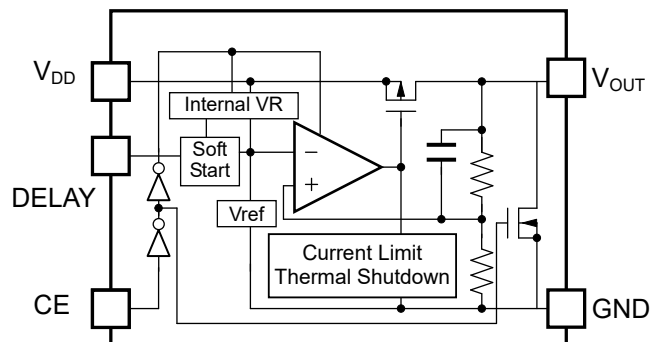 VDD
Internal VR
VOUT
Soft
Start
−
+
DELAY
Vref
Current Limit
Thermal Shutdown
CE
GND